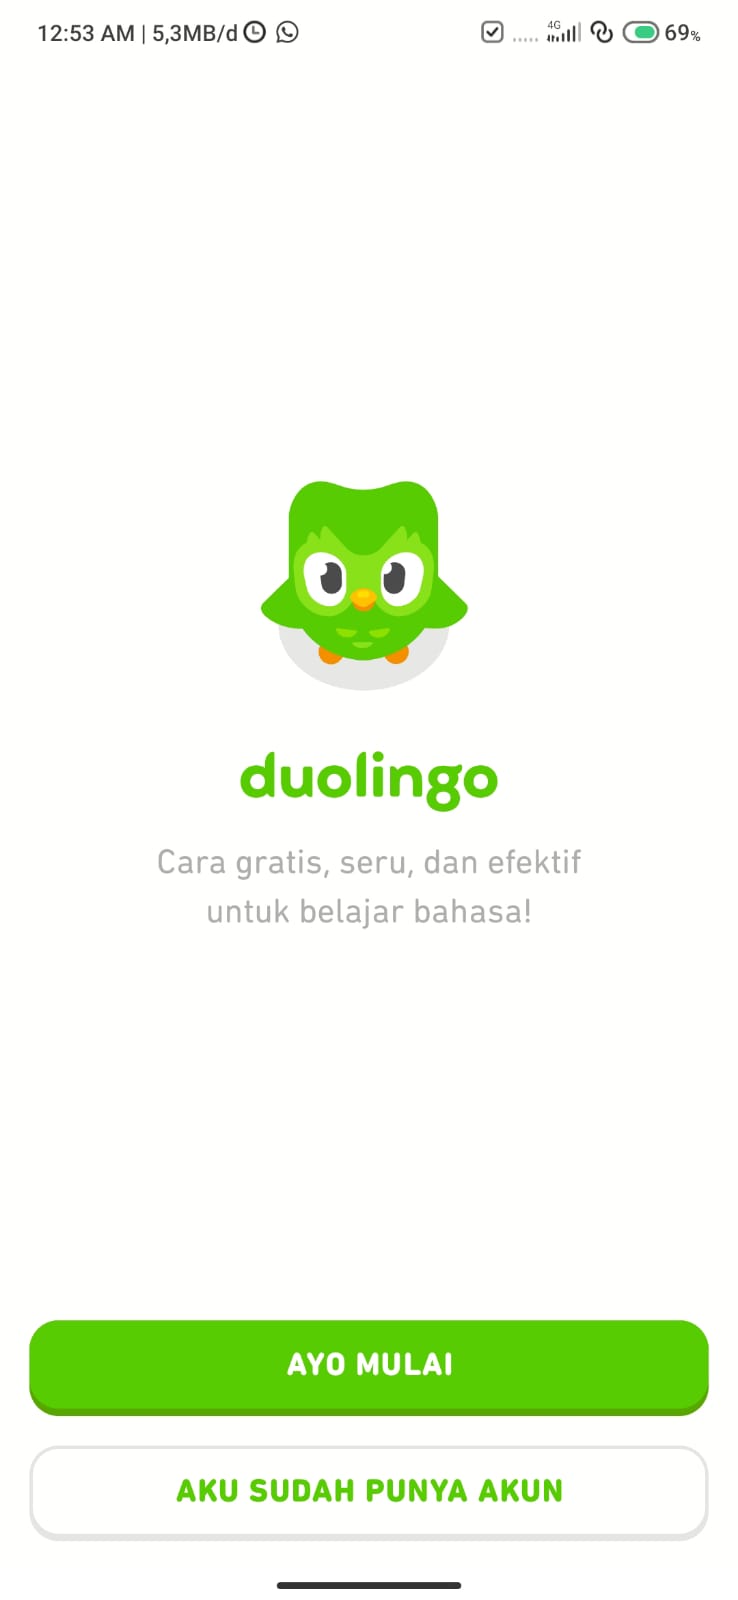 12:53 AM | 5,3MB/d
4G
69%
duolingo
Cara gratis, seru, dan efektif
untuk belajar bahasa!
AYO MULAI
AKU SUDAH PUNYA AKUN